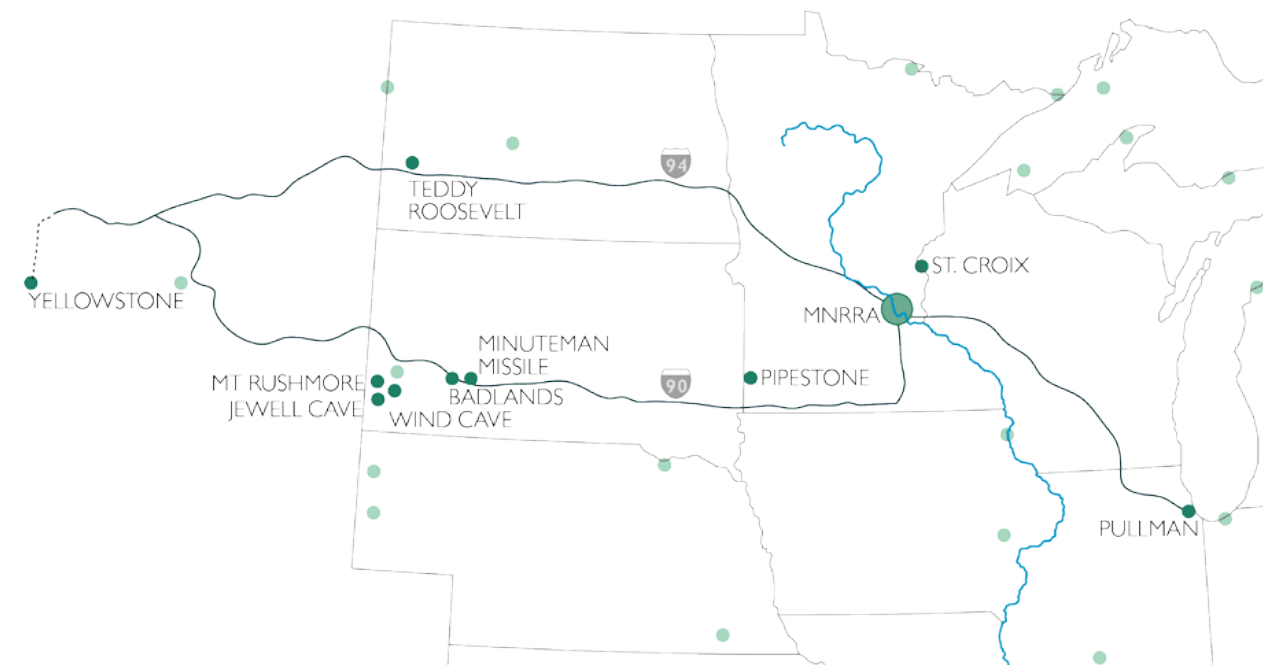 94
TEDDY
ROOSEVELT
ST. CROIX
YELLOWSTONE
MNRRA
MINUTEMAN
MISSILE
MT RUSHMORE
90
PIPESTONE
BADLANDS
JEWELL CAVE
WIND CAVE
PULLMAN